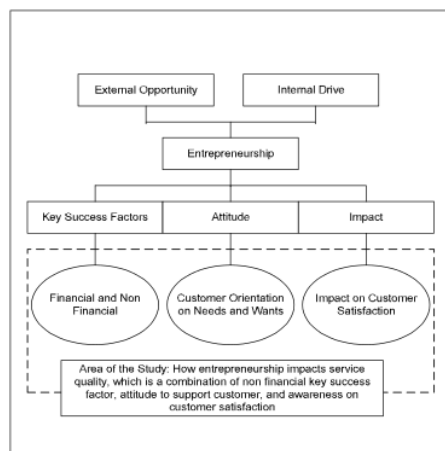 External Opportunity
Internal Drive
Entrepreneurship
Key Success Factors
Attitude
Impact
Financial and Non
Financial
Customer Orientation
on Needs and Wants
Impact on Customer
Satisfaction
Area of the Study: How entrepreneurship impacts service
quality, which is a combination of non financial key success
factor, attitude to support customer, and awareness on
customer satisfaction